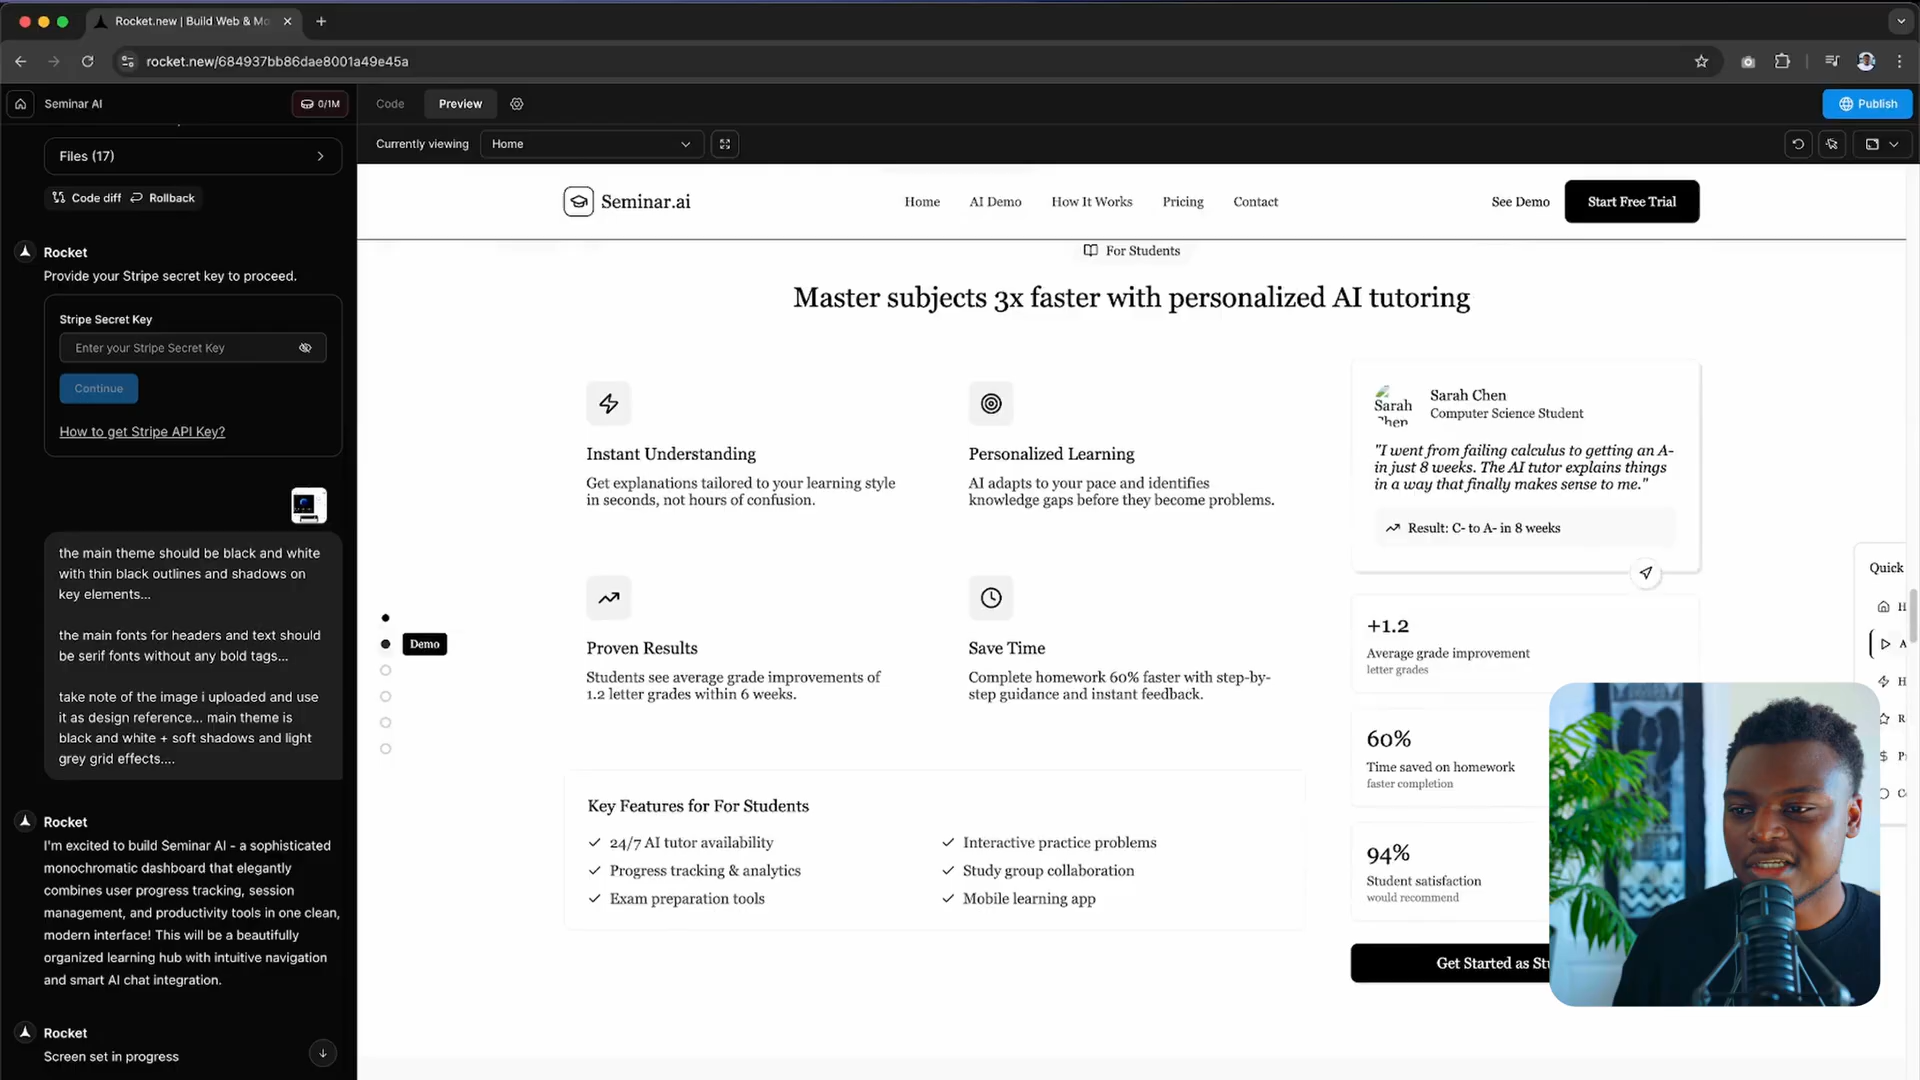 Rocket.new | Build Web & Mo
rocket.new/684937bb86dae8001a49e45a
Seminar AI
0/1M
Code
Preview
Publish
Currently viewing
Home
Files (17)
Code diff
Rollback
Rocket
Provide your Stripe secret key to proceed.
Stripe Secret Key
Enter your Stripe Secret Key
Continue
How to get Stripe API Key?
the main theme should be black and white
with thin black outlines and shadows on
key elements...
the main fonts for headers and text should
be serif fonts without any bold tags...
take note of the image i uploaded and use
it as design reference... main theme is
black and white + soft shadows and light
grey grid effects....
Rocket
I'm excited to build Seminar AI - a sophisticated
monochromatic dashboard that elegantly
combines user progress tracking, session
management, and productivity tools in one clean,
modern interface! This will be a beautifully
organized learning hub with intuitive navigation
and smart AI chat integration.
Rocket
Screen set in progress
Seminar.ai
Home
AI Demo
How It Works
Pricing
Contact
See Demo
Start Free Trial
For Students
Master subjects 3x faster with personalized AI tutoring
Instant Understanding
Get explanations tailored to your learning style
in seconds, not hours of confusion.
Personalized Learning
AI adapts to your pace and identifies
knowledge gaps before they become problems.
Proven Results
Students see average grade improvements of
1.2 letter grades within 6 weeks.
Save Time
Complete homework 60% faster with step-by-
step guidance and instant feedback.
Demo
Key Features for For Students
24/7 AI tutor availability
Progress tracking & analytics
Exam preparation tools
Interactive practice problems
Study group collaboration
Mobile learning app
Sarah
Chen
Sarah Chen
Computer Science Student
"I went from failing calculus to getting an A-
in just 8 weeks. The AI tutor explains things
in a way that finally makes sense to me."
Result: C- to A- in 8 weeks
+1.2
Average grade improvement
letter grades
60%
Time saved on homework
faster completion
94%
Student satisfaction
would recommend
Get Started as Stu
Quick
H
A
H
R
P
C